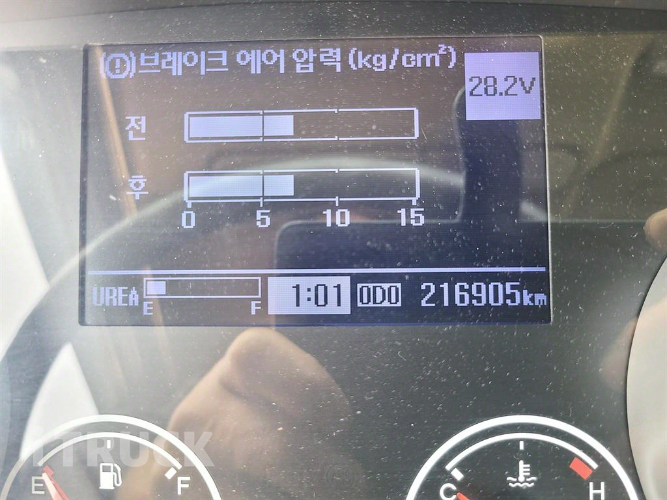 (!) 브레이크 에어 압력 (kg/cm²)
28.2V
전
후
0 5 10 15
UREA E F 1:01 ODO 216905km
TRUCK
E F C H